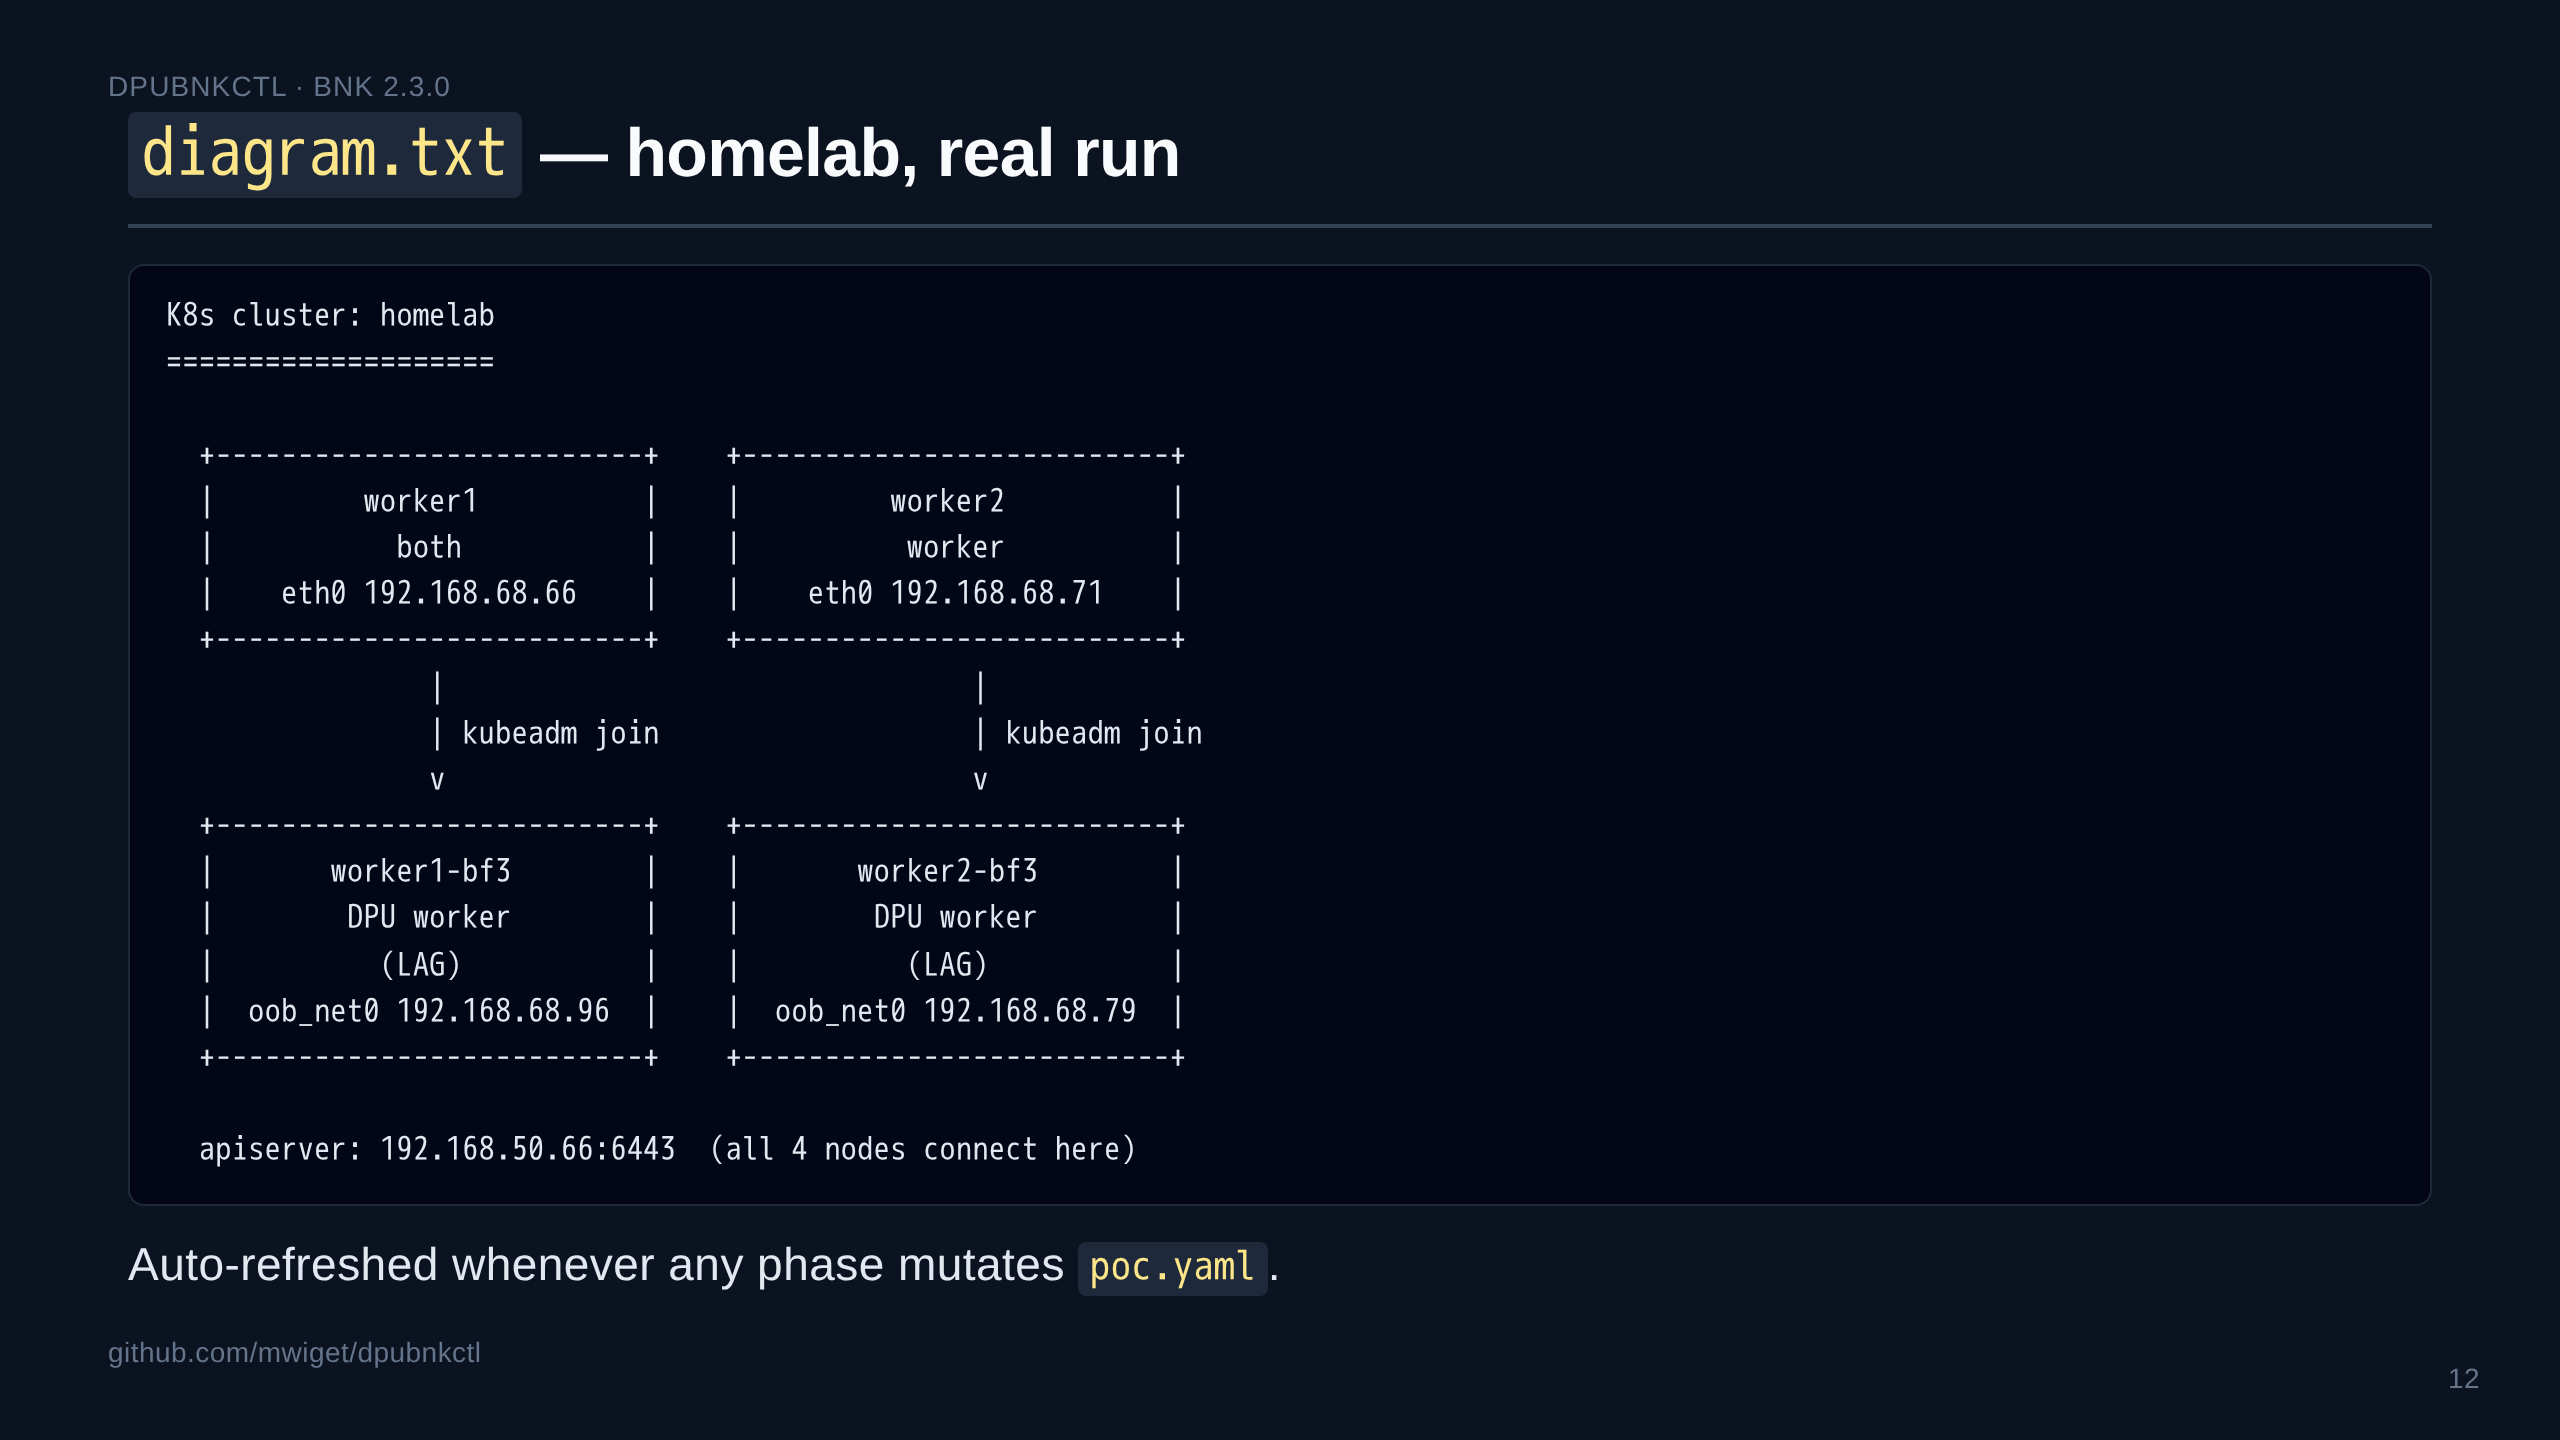 DPUBNKCTL · BNK 2.3.0
diagram.txt — homelab, real run
K8s cluster: homelab
====================
+--------------------------+    +--------------------------+
|         worker1          |    |         worker2          |
|           both           |    |          worker          |
|    eth0 192.168.68.66    |    |    eth0 192.168.68.71    |
+--------------------------+    +--------------------------+
              |                                |
              | kubeadm join                   | kubeadm join
              v                                v
+--------------------------+    +--------------------------+
|       worker1-bf3        |    |       worker2-bf3        |
|        DPU worker        |    |        DPU worker        |
|          (LAG)           |    |          (LAG)           |
|  oob_net0 192.168.68.96  |    |  oob_net0 192.168.68.79  |
+--------------------------+    +--------------------------+
apiserver: 192.168.50.66:6443  (all 4 nodes connect here)
Auto-refreshed whenever any phase mutates poc.yaml.
github.com/mwiget/dpubnkctl
12